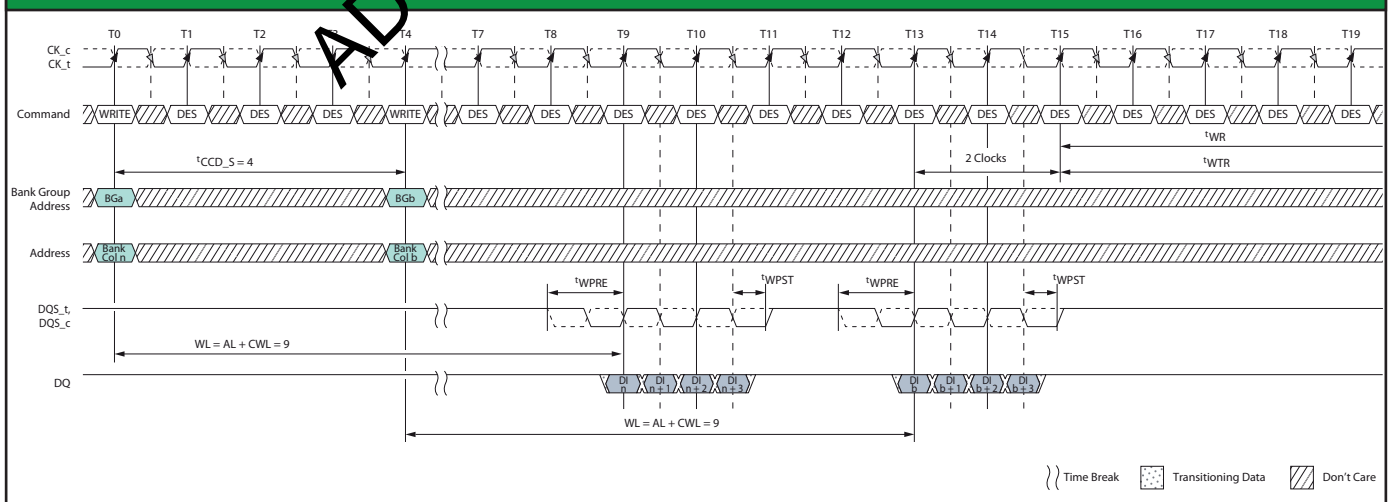 AD
T0 T1 T2 T3 T4 T7 T8 T9 T10 T11 T12 T13 T14 T15 T16 T17 T18 T19
CK_c
CK_t
Command WRITE DES DES DES WRITE DES DES DES DES DES DES DES DES DES DES DES DES DES
tWR
tCCD_S = 4 2 Clocks tWTR
Bank Group
Address
BGa BGb
Address
Bank
Col n
Bank
Col b
tWPRE tWPST tWPRE tWPST
DQS_t,
DQS_c
WL = AL + CWL = 9
DQ
DI
n
DI
n + 1
DI
n + 2
DI
n + 3
DI
b
DI
b + 1
DI
b + 2
DI
b + 3
WL = AL + CWL = 9
Time Break Transitioning Data Don't Care